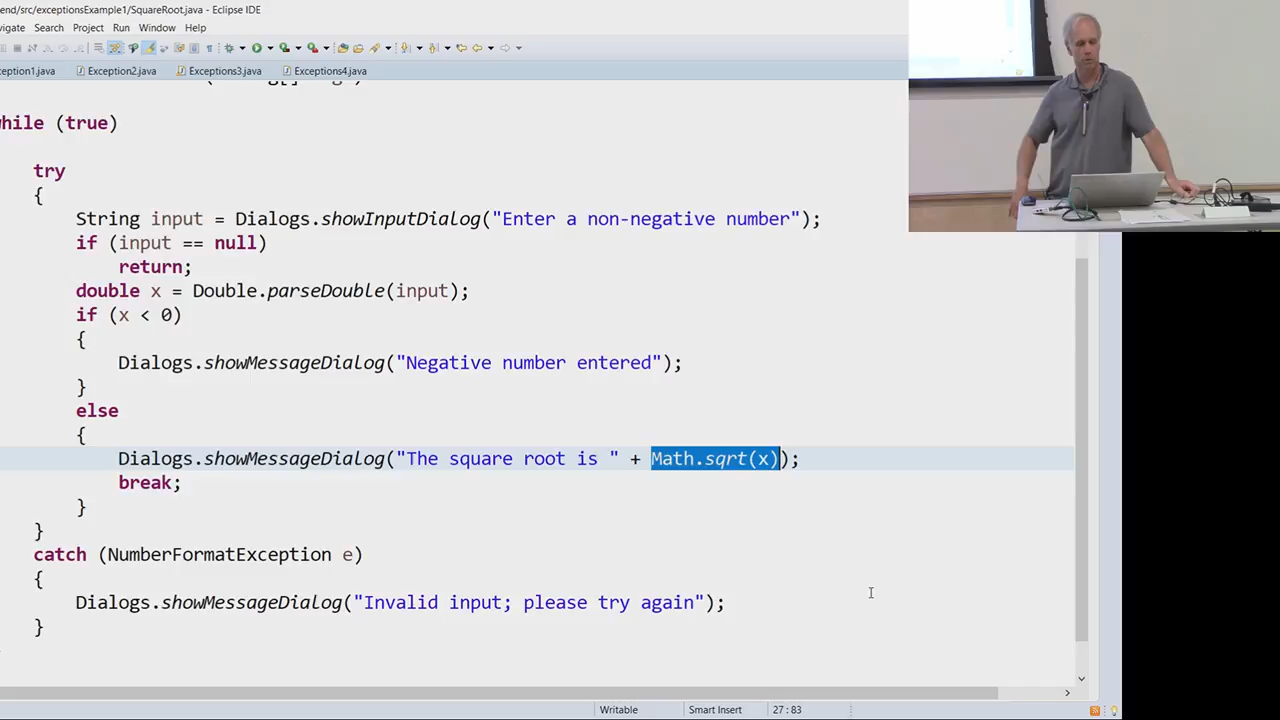 end/src/exceptionsExample1/SquareRoot.java - Eclipse IDE
vigate Search Project Run Window Help
ception1.java Exception2.java Exceptions3.java Exceptions4.java
while (true)
try
{
String input = Dialogs.showInputDialog("Enter a non-negative number");
if (input == null)
return;
double x = Double.parseDouble(input);
if (x < 0)
{
Dialogs.showMessageDialog("Negative number entered");
}
else
{
Dialogs.showMessageDialog("The square root is " + Math.sqrt(x));
break;
}
}
catch (NumberFormatException e)
{
Dialogs.showMessageDialog("Invalid input; please try again");
}
Writable Smart Insert 27 : 83